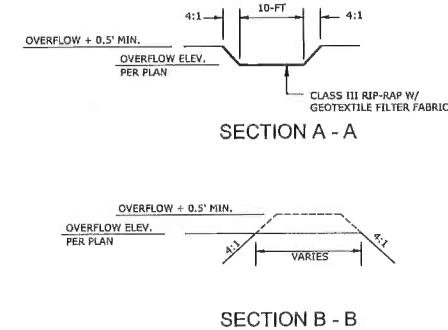 4:1
10-FT
4:1
OVERFLOW + 0.5' MIN.
OVERFLOW ELEV.
PER PLAN
CLASS III RIP-RAP W/
GEOTEXTILE FILTER FABRIC
SECTION A - A
OVERFLOW + 0.5' MIN.
OVERFLOW ELEV.
PER PLAN
4:1
VARIES
4:1
SECTION B - B